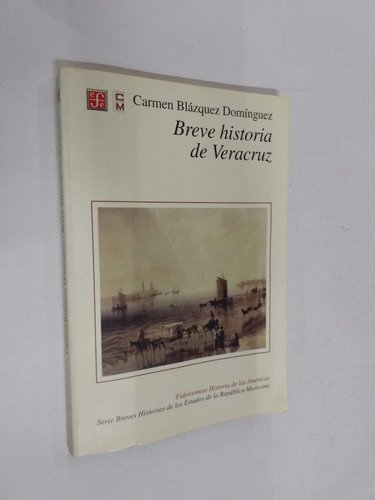 Carmen Blázquez Domínguez
Breve historia
de Veracruz
Fideicomiso Historia de las Américas
Serie Breves Historias de los Estados de la República Mexicana
fce
C
M